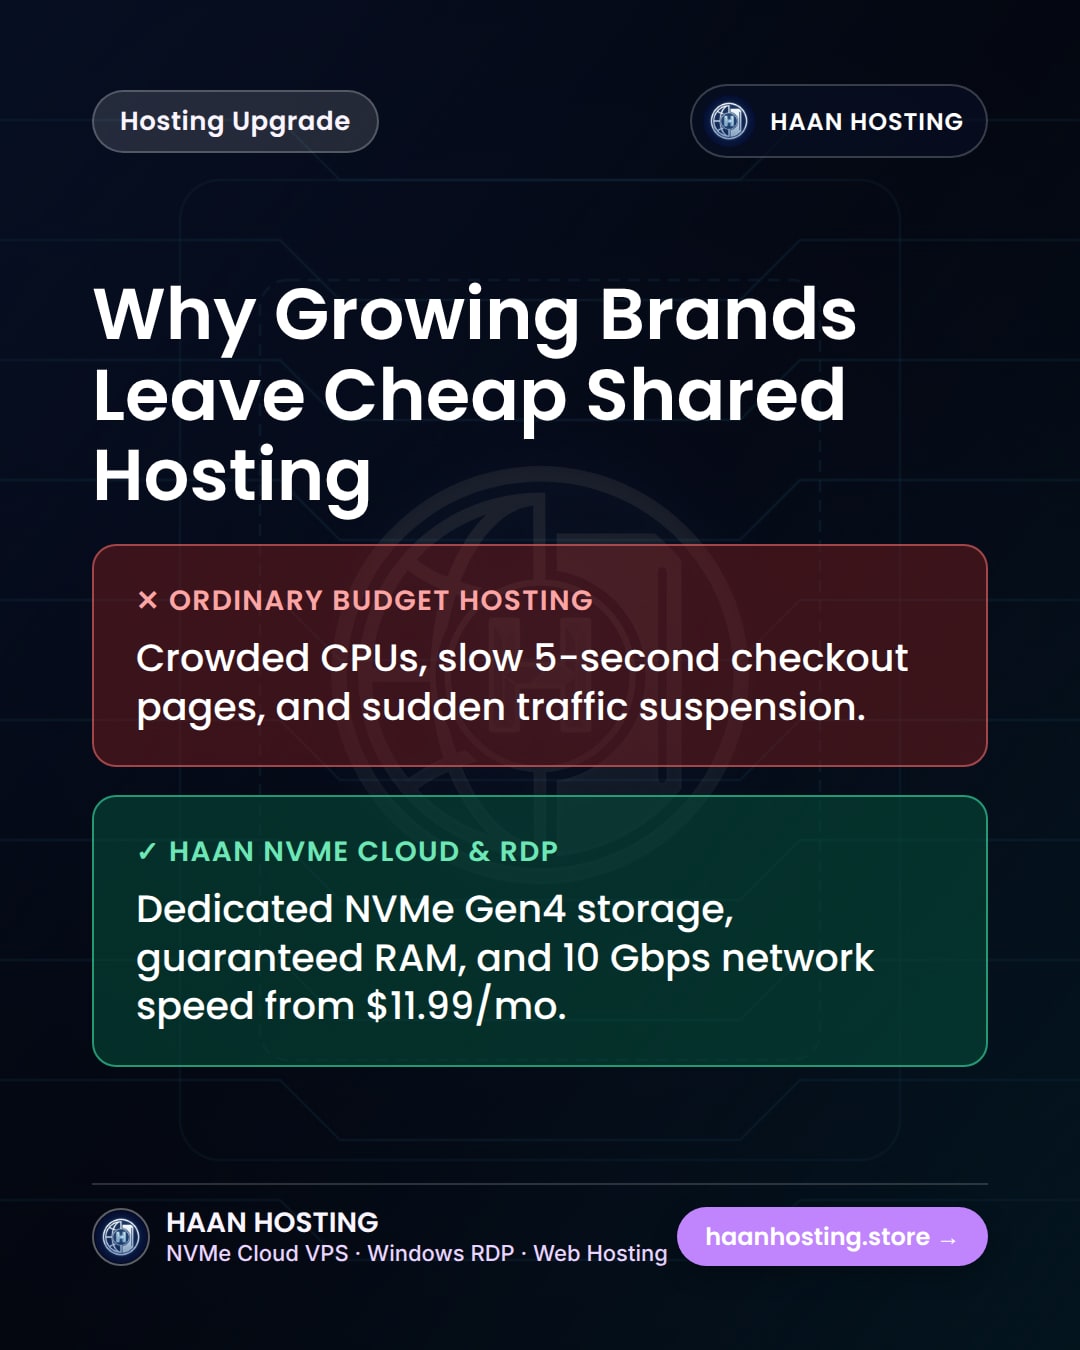 Hosting Upgrade
HAAN HOSTING
Why Growing Brands
Leave Cheap Shared
Hosting
✕ ORDINARY BUDGET HOSTING
Crowded CPUs, slow 5-second checkout
pages, and sudden traffic suspension.
✓ HAAN NVME CLOUD & RDP
Dedicated NVMe Gen4 storage,
guaranteed RAM, and 10 Gbps network
speed from $11.99/mo.
HAAN HOSTING
NVMe Cloud VPS · Windows RDP · Web Hosting
haanhosting.store →